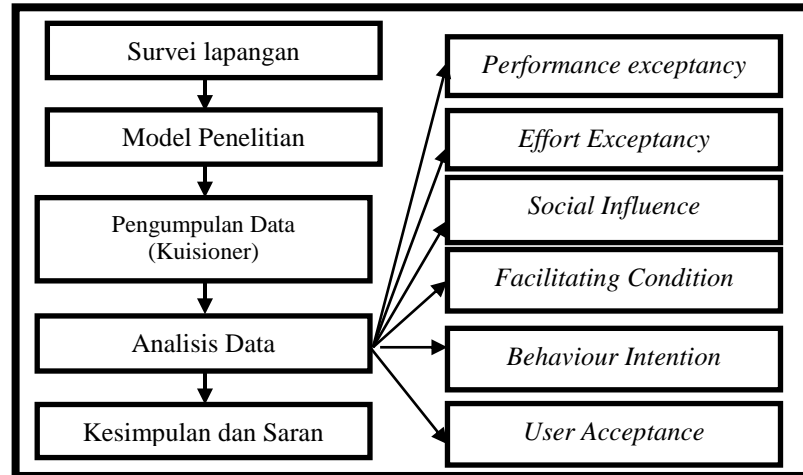 Survei lapangan
Model Penelitian
Pengumpulan Data
(Kuisioner)
Analisis Data
Kesimpulan dan Saran
Performance exceptancy
Effort Exceptancy
Social Influence
Facilitating Condition
Behaviour Intention
User Acceptance